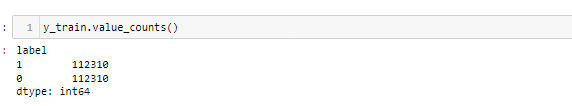 : 1 y_train.value_counts()
: label
1 112310
0 112310
dtype: int64